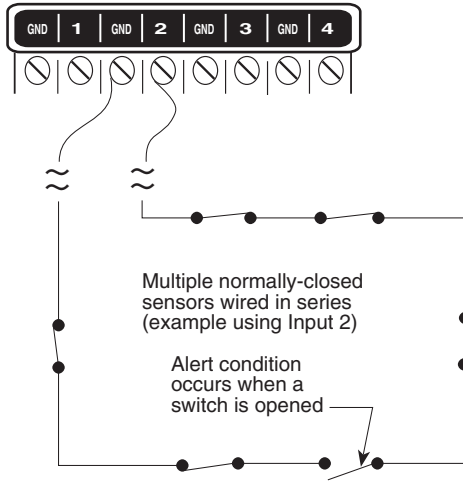 GND 1 GND 2 GND 3 GND 4
Multiple normally-closed
sensors wired in series
(example using Input 2)
Alert condition
occurs when a
switch is opened